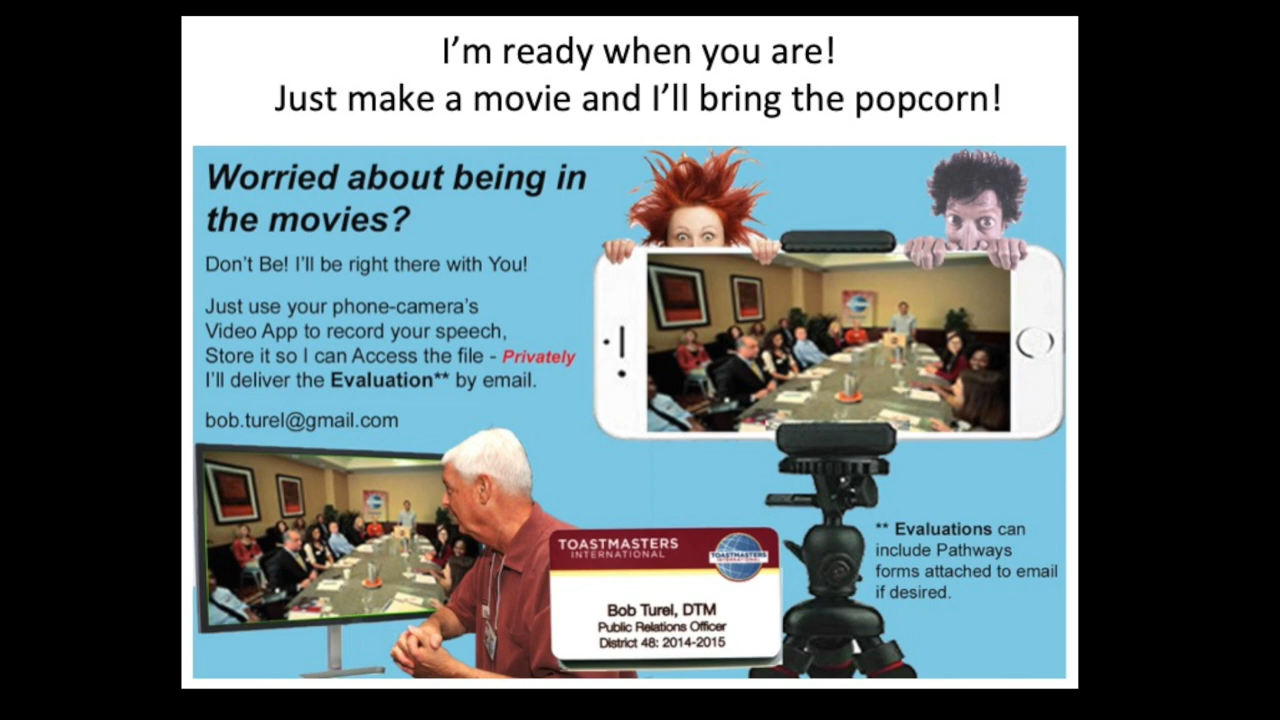 I'm ready when you are!
Just make a movie and I'll bring the popcorn!
Worried about being in
the movies?
Don't Be! I'll be right there with You!
Just use your phone-camera's
Video App to record your speech,
Store it so I can Access the file - Privately
I'll deliver the Evaluation** by email.
bob.turel@gmail.com
TOASTMASTERS
INTERNATIONAL
TOASTMASTERS
INTERNATIONAL
Bob Turel, DTM
Public Relations Officer
District 48: 2014-2015
** Evaluations can
include Pathways
forms attached to email
if desired.